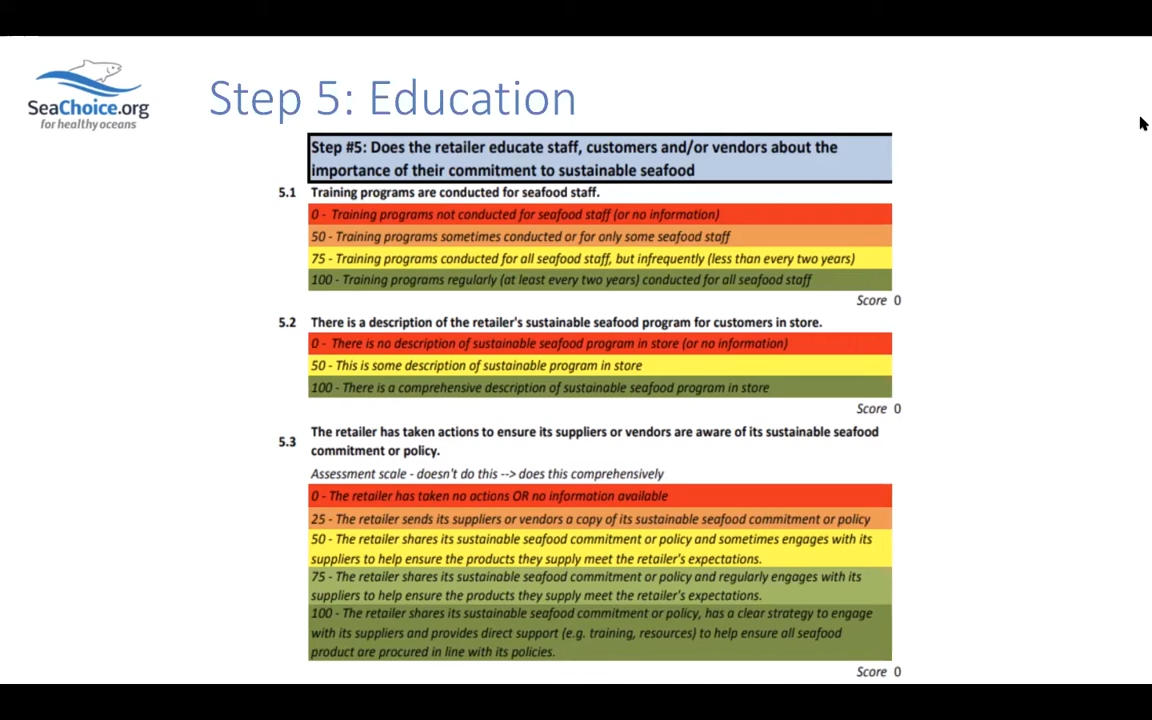 SeaChoice.org
for healthy oceans
Step 5: Education
Step #5: Does the retailer educate staff, customers and/or vendors about the
importance of their commitment to sustainable seafood
5.1 Training programs are conducted for seafood staff.
0 - Training programs not conducted for seafood staff (or no information)
50 - Training programs sometimes conducted or for only some seafood staff
75 - Training programs conducted for all seafood staff, but infrequently (less than every two years)
100 - Training programs regularly (at least every two years) conducted for all seafood staff
Score 0
5.2 There is a description of the retailer's sustainable seafood program for customers in store.
0 - There is no description of sustainable seafood program in store (or no information)
50 - This is some description of sustainable program in store
100 - There is a comprehensive description of sustainable seafood program in store
Score 0
5.3 The retailer has taken actions to ensure its suppliers or vendors are aware of its sustainable seafood
commitment or policy.
Assessment scale - doesn't do this --> does this comprehensively
0 - The retailer has taken no actions OR no information available
25 - The retailer sends its suppliers or vendors a copy of its sustainable seafood commitment or policy
50 - The retailer shares its sustainable seafood commitment or policy and sometimes engages with its
suppliers to help ensure the products they supply meet the retailer's expectations.
75 - The retailer shares its sustainable seafood commitment or policy and regularly engages with its
suppliers to help ensure the products they supply meet the retailer's expectations.
100 - The retailer shares its sustainable seafood commitment or policy, has a clear strategy to engage
with its suppliers and provides direct support (e.g. training, resources) to help ensure all seafood
product are procured in line with its policies.
Score 0